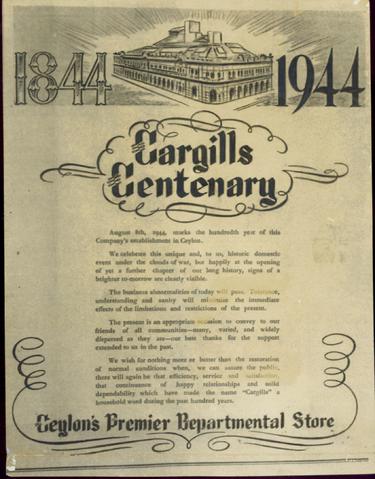 1844 1944
Cargills
Centenary
August 8th, 1944, marks the hundredth year of this
Company's establishment in Ceylon.
We celebrate this unique and, to us, historic domestic
event under the clouds of war, but happily at the opening
of yet a further chapter of our long history, signs of a
brighter to-morrow are clearly visible.
The business abnormalities of today will pass. Tolerance,
understanding and sanity will minimise the immediate
effects of the limitations and restrictions of the present.
The present is an appropriate occasion to convey to our
friends of all communities—many, varied, and widely
dispersed as they are—our best thanks for the support
extended to us in the past.
We wish for nothing more or better than the restoration
of normal conditions when, we can assure the public,
there will again be that efficiency, service and satisfaction,
that continuance of happy relationships and solid
dependability which have made the name "Cargills" a
household word during the past hundred years.
Ceylon's Premier Departmental Store